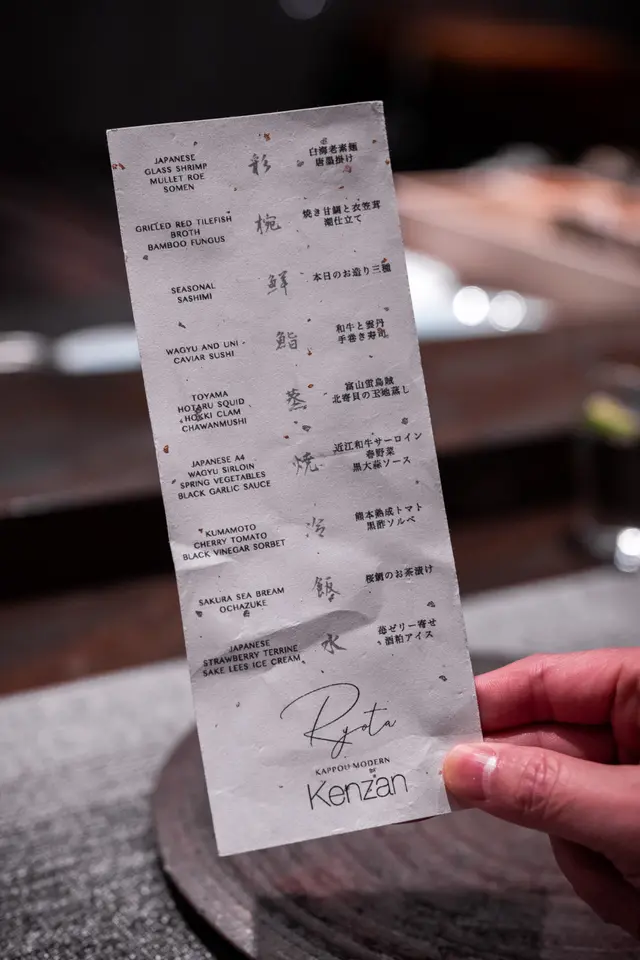 JAPANESE
GLASS SHRIMP
MULLET ROE
SOMEN
彩
白海老素麺
唐墨掛け
GRILLED RED TILEFISH
BROTH
BAMBOO FUNGUS
椀
焼き甘鯛と衣笠茸
潮仕立て
SEASONAL
SASHIMI
鮮
本日のお造り三種
WAGYU AND UNI
CAVIAR SUSHI
鮨
和牛と雲丹
手巻き寿司
TOYAMA
HOTARU SQUID
HOKKI CLAM
CHAWANMUSHI
蒸
富山蛍烏賊
北寄貝の玉地蒸し
JAPANESE A4
WAGYU SIRLOIN
SPRING VEGETABLES
BLACK GARLIC SAUCE
焼
近江和牛サーロイン
春野菜
黒大蒜ソース
KUMAMOTO
CHERRY TOMATO
BLACK VINEGAR SORBET
冷
熊本熟成トマト
黒酢ソルベ
SAKURA SEA BREAM
OCHAZUKE
飯
桜鯛のお茶漬け
JAPANESE
STRAWBERRY TERRINE
SAKE LEES ICE CREAM
水
苺ゼリー寄せ
酒粕アイス
Ryota
KAPPOU MODERN
BY
Kenzan